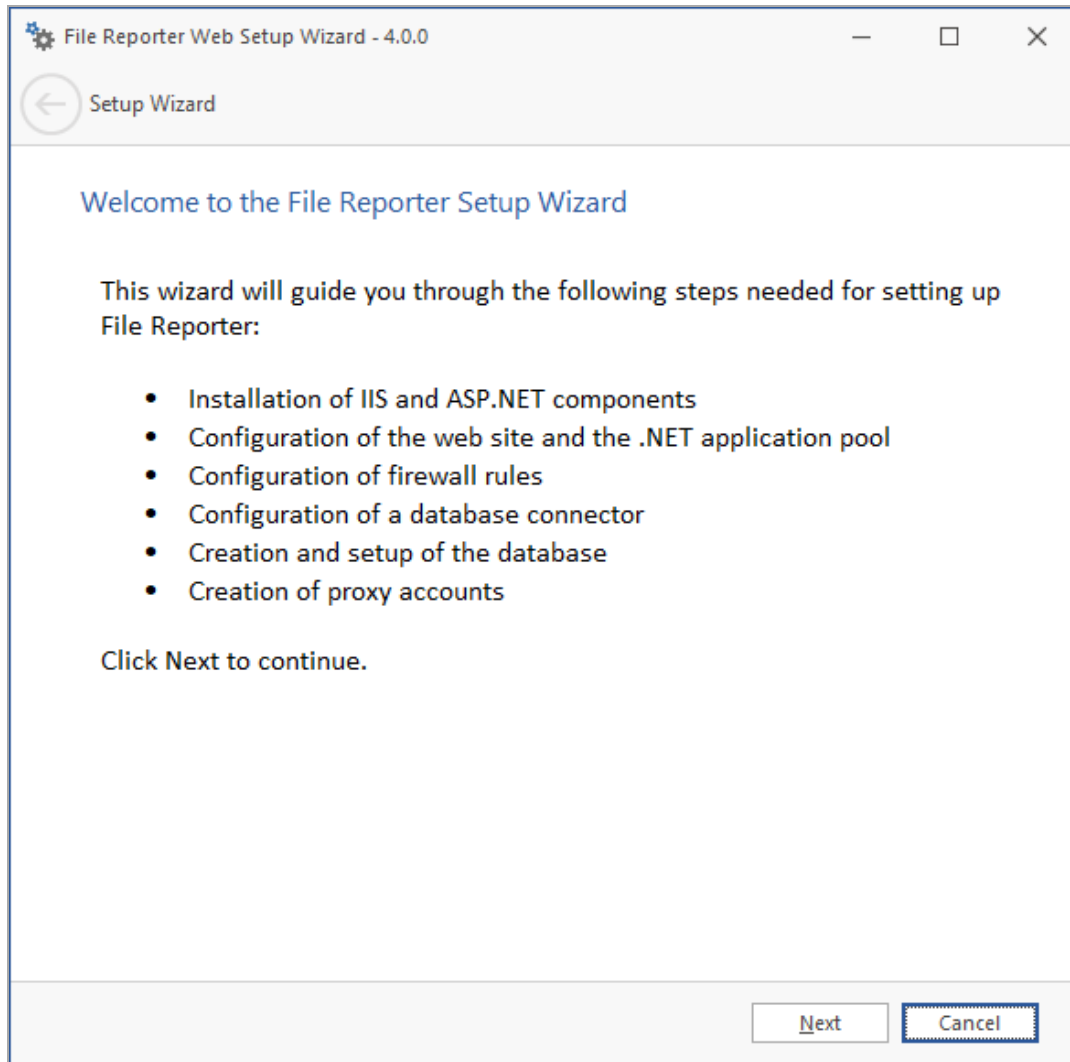 File Reporter Web Setup Wizard - 4.0.0
Setup Wizard
Welcome to the File Reporter Setup Wizard
This wizard will guide you through the following steps needed for setting up
File Reporter:
• Installation of IIS and ASP.NET components
• Configuration of the web site and the .NET application pool
• Configuration of firewall rules
• Configuration of a database connector
• Creation and setup of the database
• Creation of proxy accounts
Click Next to continue.
Next
Cancel